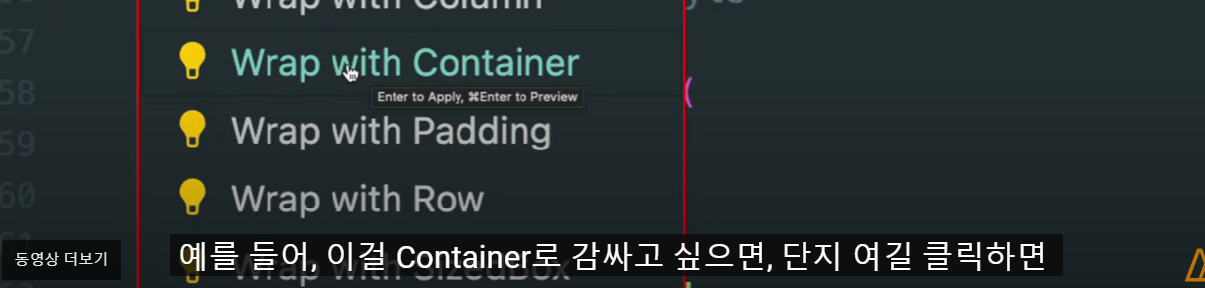 Wrap with Column
57
Wrap with Container
58
(
Enter to Apply, ⌘Enter to Preview
59
Wrap with Padding
60
Wrap with Row
61
Wrap with SizedBox
동영상 더보기
예를 들어, 이걸 Container로 감싸고 싶으면, 단지 여길 클릭하면